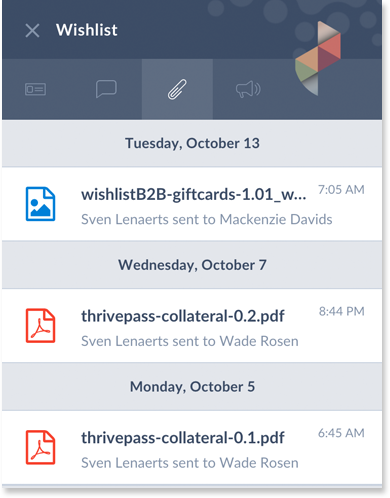 Wishlist
Tuesday, October 13
wishlistB2B-giftcards-1.01_w... 7:05 AM
Sven Lenaerts sent to Mackenzie Davids
Wednesday, October 7
thrivepass-collateral-0.2.pdf 8:44 PM
Sven Lenaerts sent to Wade Rosen
Monday, October 5
thrivepass-collateral-0.1.pdf 6:45 AM
Sven Lenaerts sent to Wade Rosen